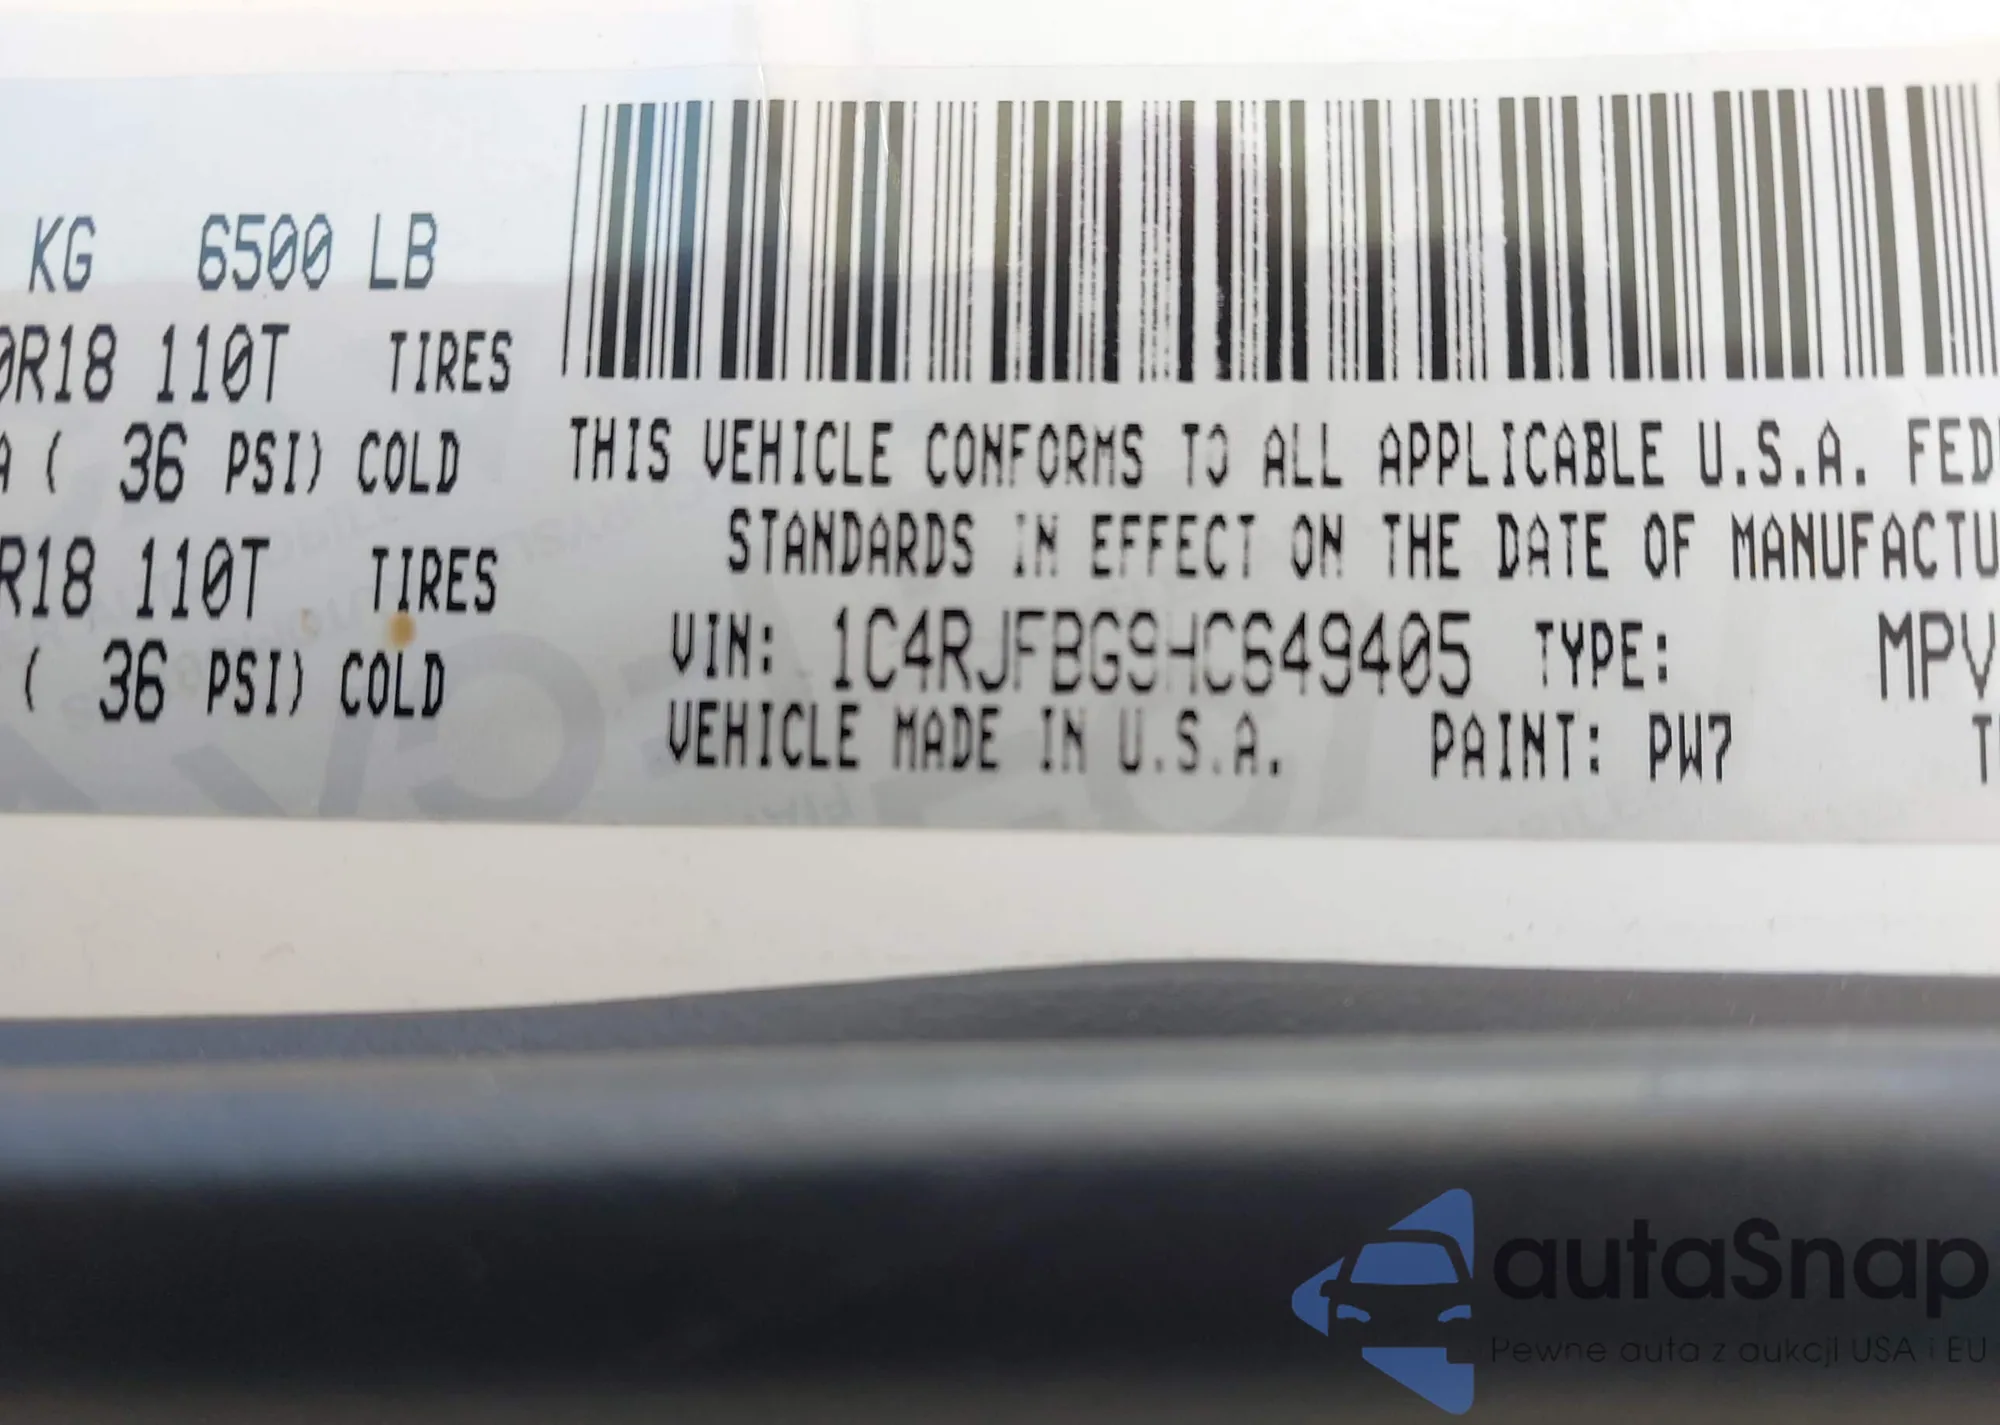 KG 6500 LB
0R18 110T TIRES
A ( 36 PSI) COLD
R18 110T TIRES
( 36 PSI) COLD
THIS VEHICLE CONFORMS TO ALL APPLICABLE U.S.A. FED
STANDARDS IN EFFECT ON THE DATE OF MANUFACTU
VIN: 1C4RJFBG9HC649405 TYPE: MPV
VEHICLE MADE IN U.S.A. PAINT: PW7
autaSnap
Pewne auta z aukcji USA i EU